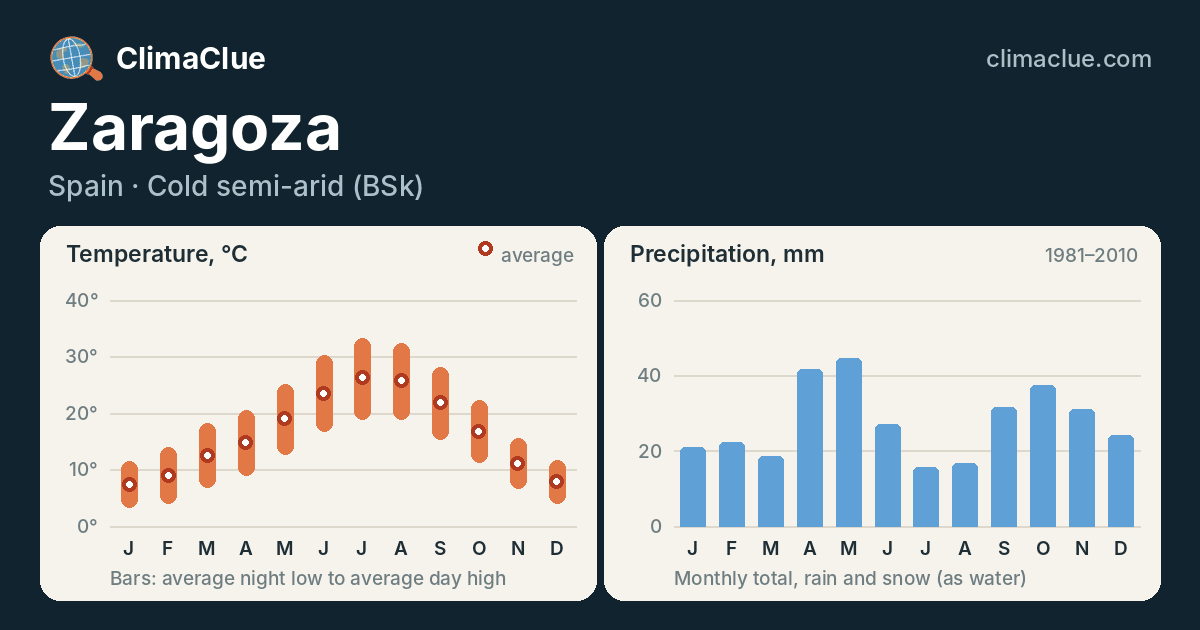 ClimaClue
climaclue.com
Zaragoza
Spain · Cold semi-arid (BSk)
Temperature, °C
average
40°
30°
20°
10°
0°
J F M A M J J A S O N D
Bars: average night low to average day high
Precipitation, mm
1981–2010
60
40
20
0
J F M A M J J A S O N D
Monthly total, rain and snow (as water)